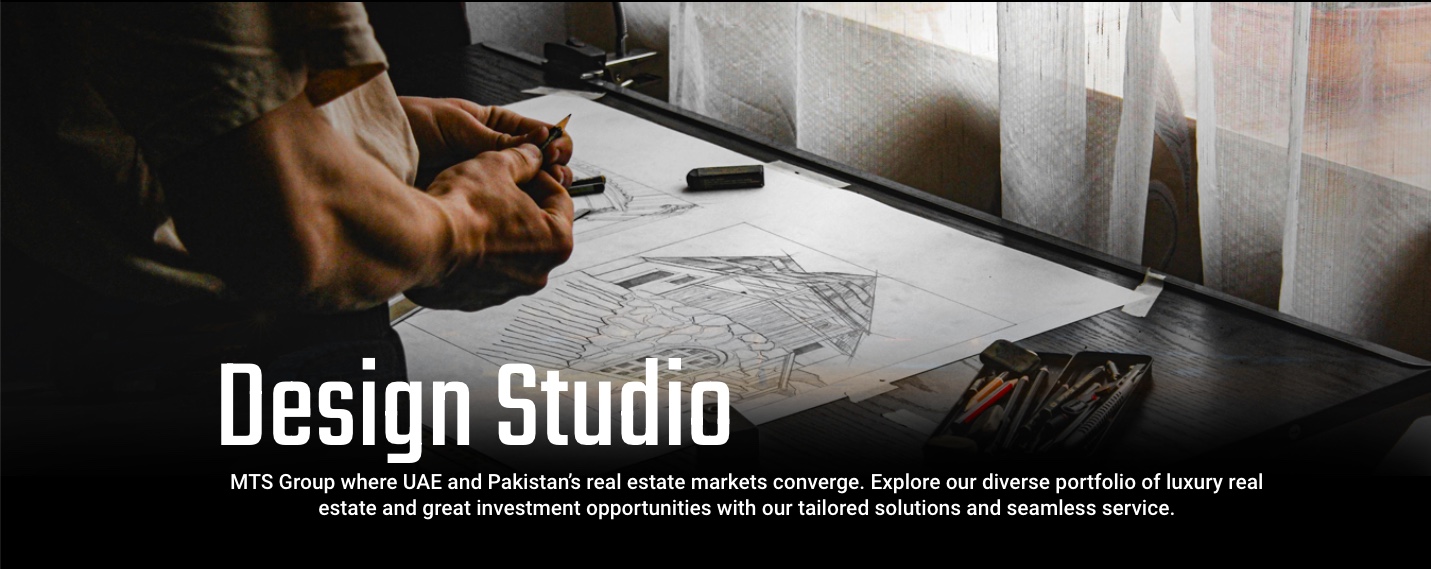 Design Studio
MTS Group where UAE and Pakistan’s real estate markets converge. Explore our diverse portfolio of luxury real
estate and great investment opportunities with our tailored solutions and seamless service.